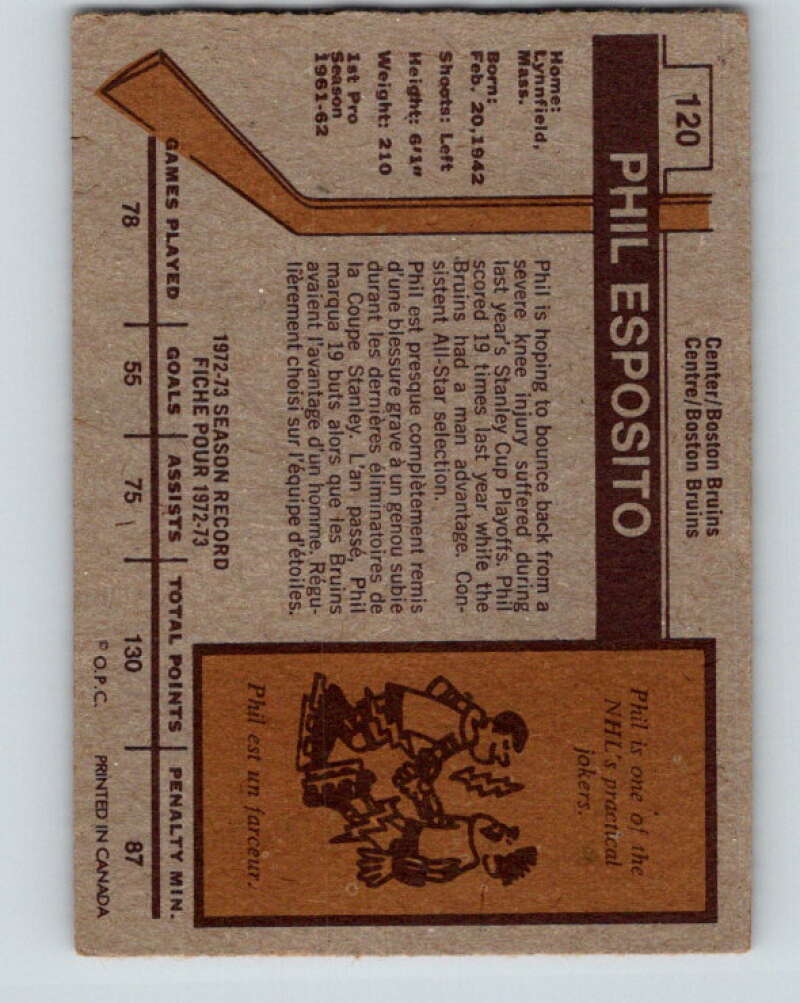 120
PHIL ESPOSITO
Center/Boston Bruins
Centre/Boston Bruins
Home:
Lynnfield,
Mass.
Born:
Feb. 20,1942
Shoots: Left
Height: 6'1"
Weight: 210
1st Pro
Season
1961-62
Phil is hoping to bounce back from a
severe knee injury suffered during
last year's Stanley Cup Playoffs. Phil
scored 19 times last year while the
Bruins had a man advantage. Con-
sistent All-Star selection.
Phil est presque complètement remis
d'une blessure grave à un genou subie
durant les dernières éliminatoires de
la Coupe Stanley. L'an passé, Phil
marqua 19 buts alors que les Bruins
avaient l'avantage d'un homme. Régu-
lièrement choisi sur l'équipe d'étoiles.
Phil is one of the
NHL's practical
jokers.
Phil est un farceur.
1972-73 SEASON RECORD
FICHE POUR 1972-73
GAMES PLAYED GOALS ASSISTS TOTAL POINTS PENALTY MIN.
78 55 75 130 87
© O.P.C. PRINTED IN CANADA